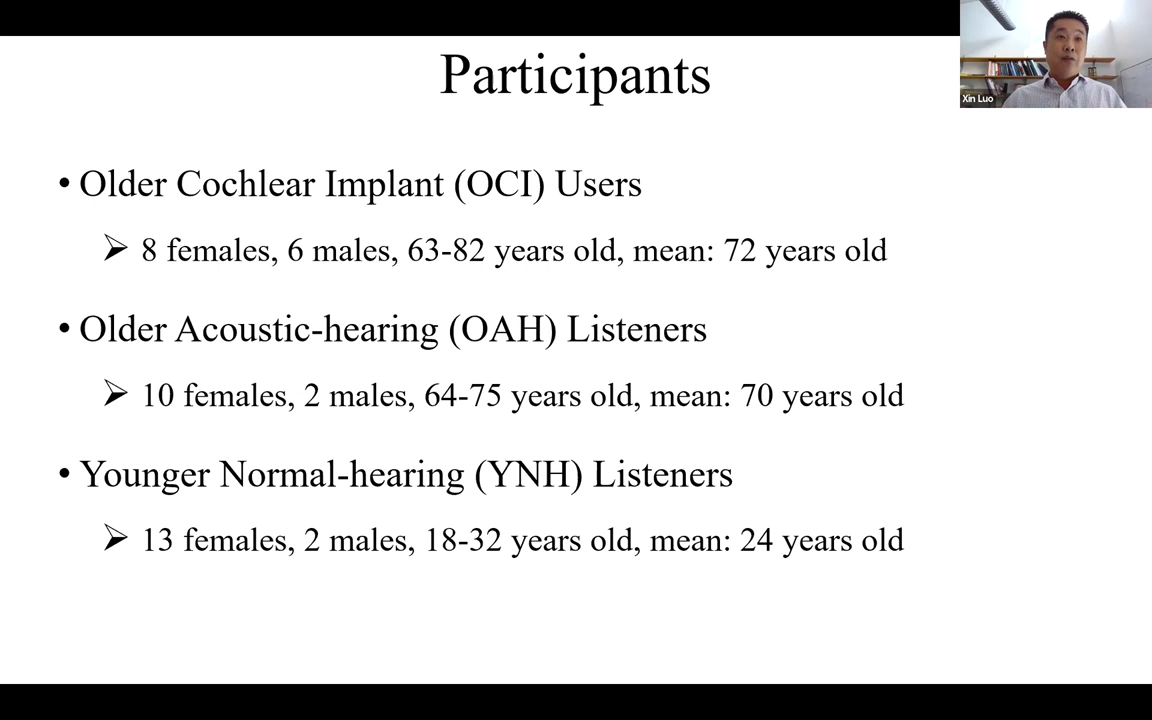 Participants
Xin Luo
• Older Cochlear Implant (OCI) Users
➢ 8 females, 6 males, 63-82 years old, mean: 72 years old
• Older Acoustic-hearing (OAH) Listeners
➢ 10 females, 2 males, 64-75 years old, mean: 70 years old
• Younger Normal-hearing (YNH) Listeners
➢ 13 females, 2 males, 18-32 years old, mean: 24 years old